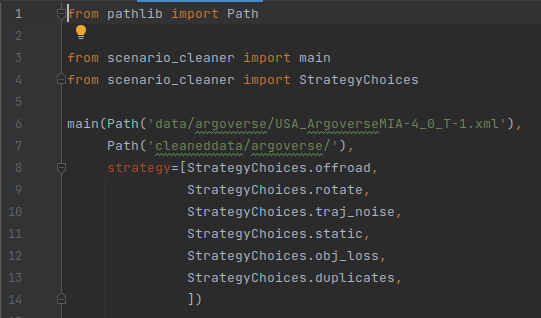 1 from pathlib import Path
2
3 from scenario_cleaner import main
4 from scenario_cleaner import StrategyChoices
5
6 main(Path('data/argoverse/USA_ArgoverseMIA-4_0_T-1.xml'),
7 Path('cleaneddata/argoverse/'),
8 strategy=[StrategyChoices.offroad,
9 StrategyChoices.rotate,
10 StrategyChoices.traj_noise,
11 StrategyChoices.static,
12 StrategyChoices.obj_loss,
13 StrategyChoices.duplicates,
14 ])